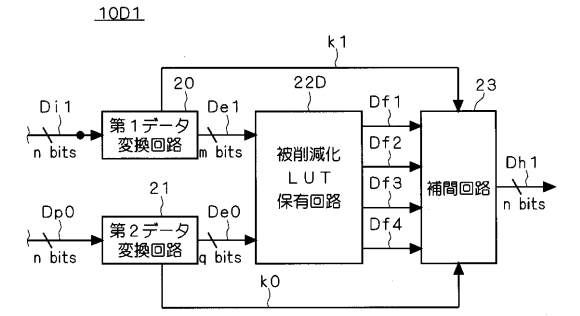 10D1
k1
20
22D
23
Di1
第1データ
変換回路
De1
n bits
m bits
被削減化
LUT
保有回路
Df1
Df2
Df3
Df4
補間回路
Dh1
n bits
21
Dp0
第2データ
変換回路
De0
n bits
q bits
k0